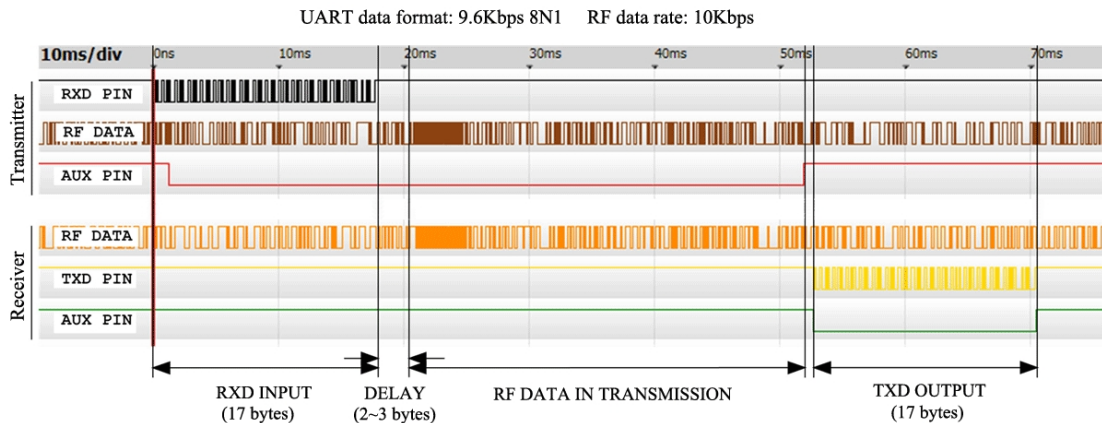 UART data format: 9.6Kbps 8N1 RF data rate: 10Kbps
10ms/div 0ns 10ms 20ms 30ms 40ms 50ms 60ms 70ms
Transmitter
RXD PIN
RF DATA
AUX PIN
Receiver
RF DATA
TXD PIN
AUX PIN
RXD INPUT
(17 bytes)
DELAY
(2~3 bytes)
RF DATA IN TRANSMISSION
TXD OUTPUT
(17 bytes)